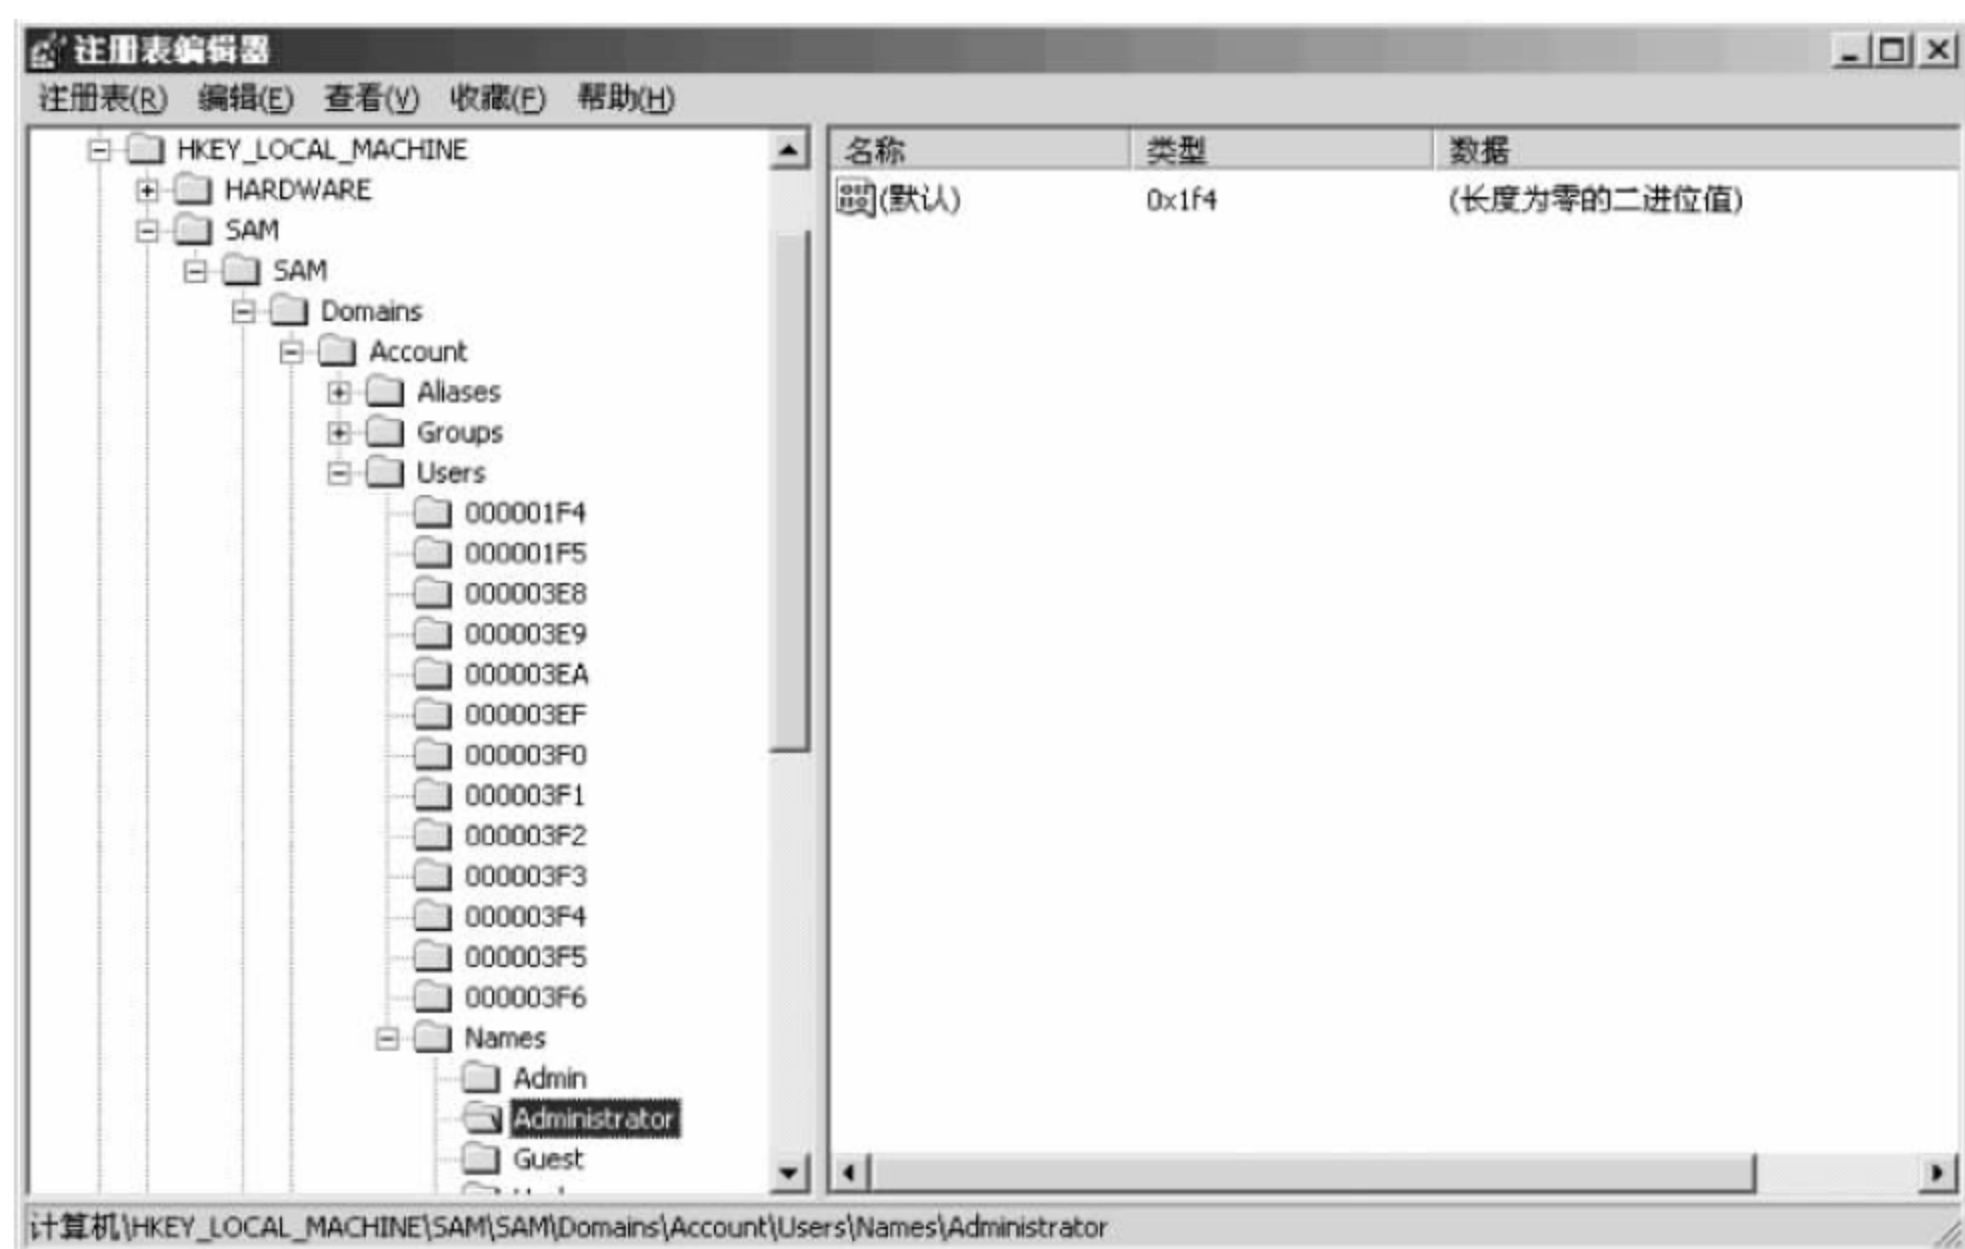 注册表编辑器
注册表(R) 编辑(E) 查看(V) 收藏(F) 帮助(H)
HKEY_LOCAL_MACHINE
HARDWARE
SAM
SAM
Domains
Account
Aliases
Groups
Users
000001F4
000001F5
000003E8
000003E9
000003EA
000003EF
000003F0
000003F1
000003F2
000003F3
000003F4
000003F5
000003F6
Names
Admin
Administrator
Guest
名称 类型 数据
(默认) 0x1f4 (长度为零的二进位值)
计算机\HKEY_LOCAL_MACHINE\SAM\SAM\Domains\Account\Users\Names\Administrator